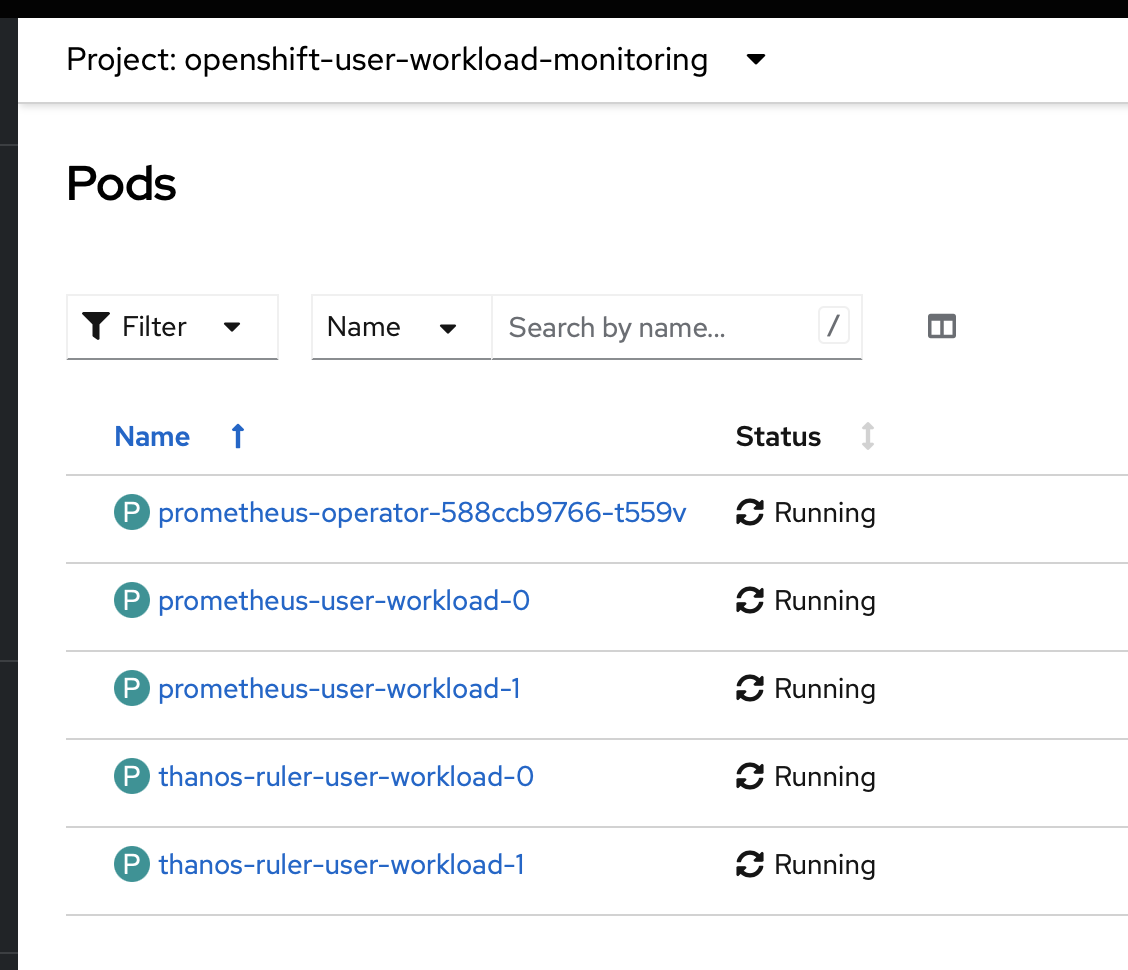 Project: openshift-user-workload-monitoring
Pods
Filter Name Search by name... /
Name Status
P prometheus-operator-588ccb9766-t559v Running
P prometheus-user-workload-0 Running
P prometheus-user-workload-1 Running
P thanos-ruler-user-workload-0 Running
P thanos-ruler-user-workload-1 Running